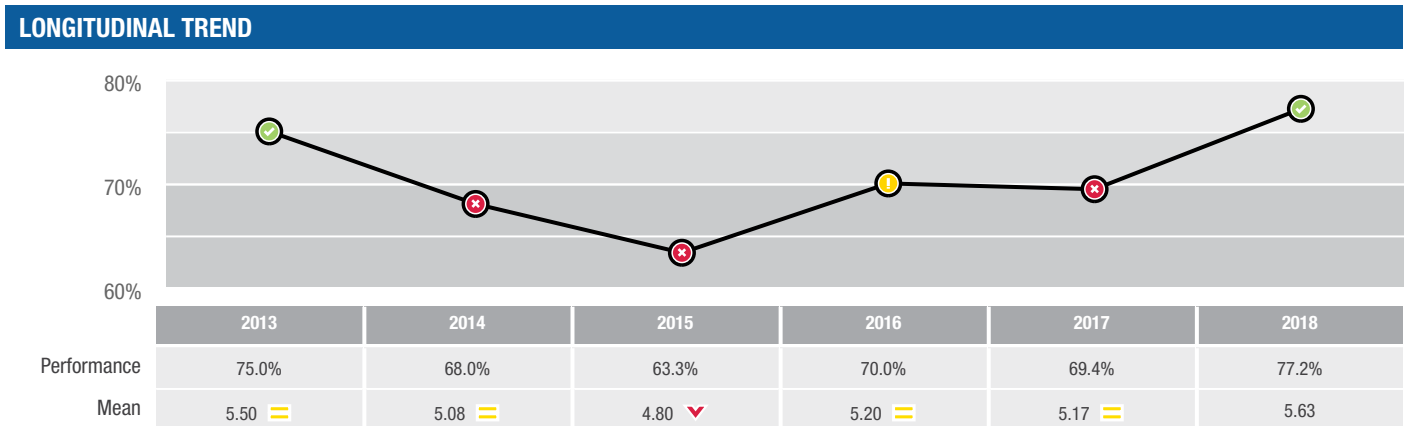 LONGITUDINAL TREND
80%
70%
60%
2013 2014 2015 2016 2017 2018
Performance 75.0% 68.0% 63.3% 70.0% 69.4% 77.2%
Mean 5.50 5.08 4.80 5.20 5.17 5.63